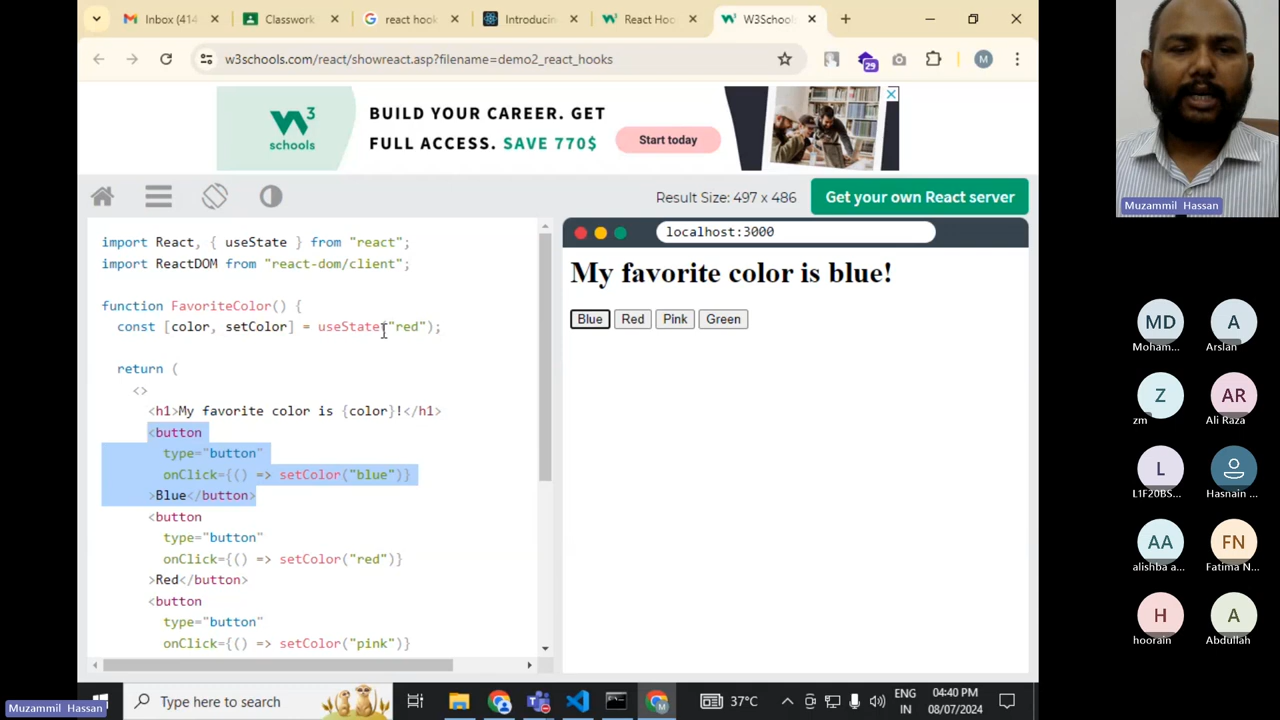 Inbox (414
Classwork
react hook
Introducin
React Hoo
W3Schools
w3schools.com/react/showreact.asp?filename=demo2_react_hooks
29
M
W3
schools
BUILD YOUR CAREER. GET
FULL ACCESS. SAVE 770$
Start today
Result Size: 497 x 486
Get your own React server
import React, { useState } from "react";
import ReactDOM from "react-dom/client";
function FavoriteColor() {
const [color, setColor] = useState("red");
return (
<>
<h1>My favorite color is {color}!</h1>
<button
type="button"
onClick={() => setColor("blue")}
>Blue</button>
<button
type="button"
onClick={() => setColor("red")}
>Red</button>
<button
type="button"
onClick={() => setColor("pink")}
localhost:3000
My favorite color is blue!
Blue Red Pink Green
Muzammil Hassan
MD
Moham...
A
Arslan
Z
zm
AR
Ali Raza
L
L1F20BS...
Hasnain ...
AA
alishba a...
FN
Fatima N...
H
hoorain
A
Abdullah
Type here to search
37°C
ENG
IN
04:40 PM
08/07/2024
Muzammil Hassan